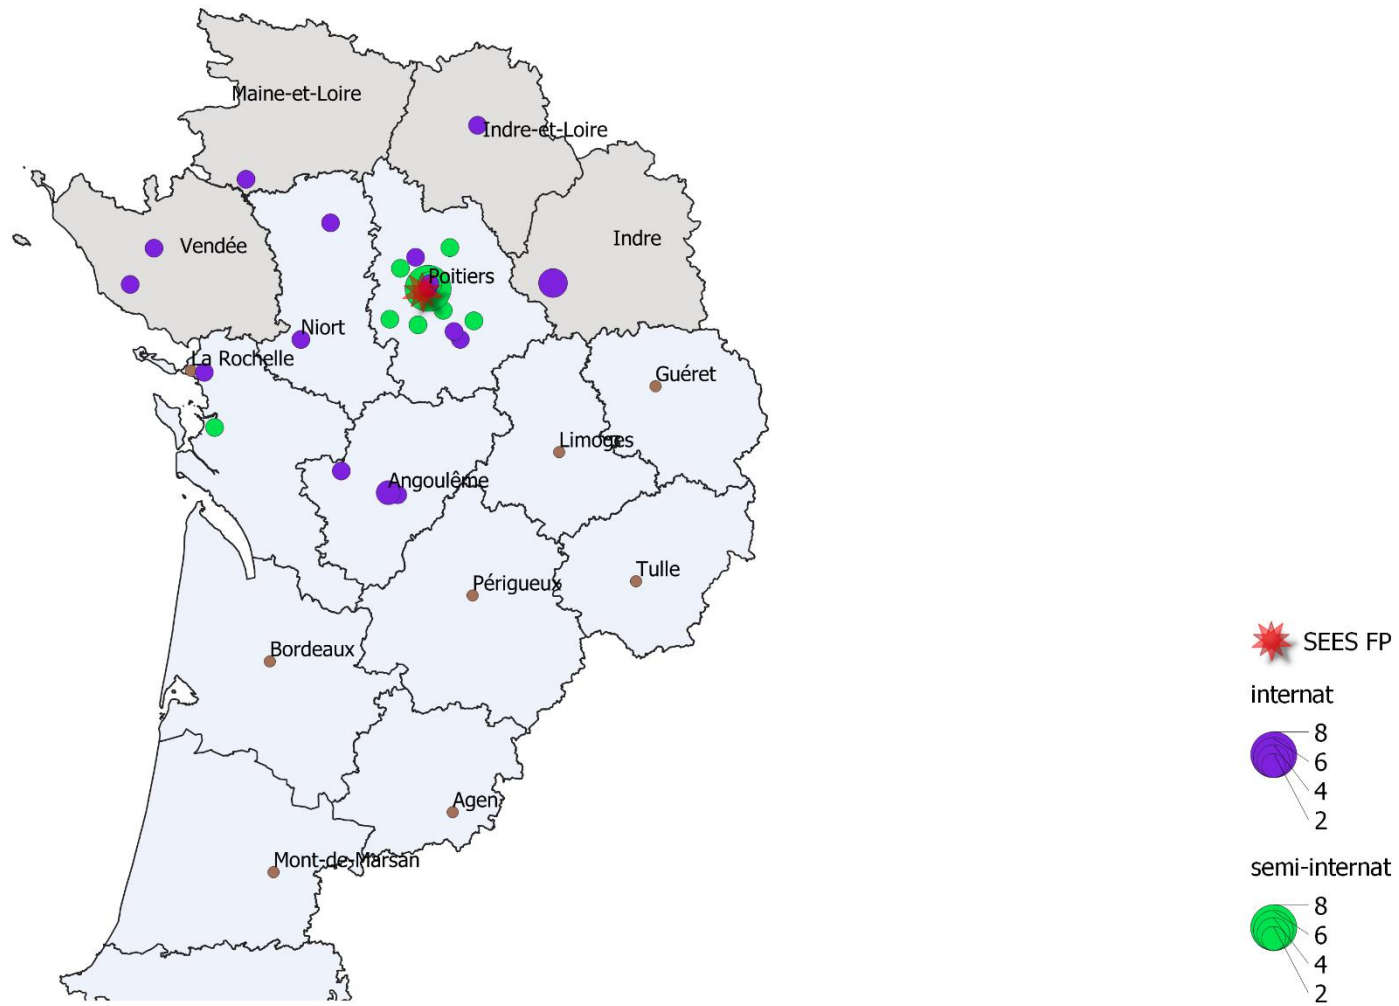 Maine-et-Loire
Indre-et-Loire
Vendée
Indre
Poitiers
Niort
La Rochelle
Guéret
Limoges
Angoulême
Tulle
Périgueux
Bordeaux
Agen
Mont-de-Marsan
SEES FP
internat
8
6
4
2
semi-internat
8
6
4
2